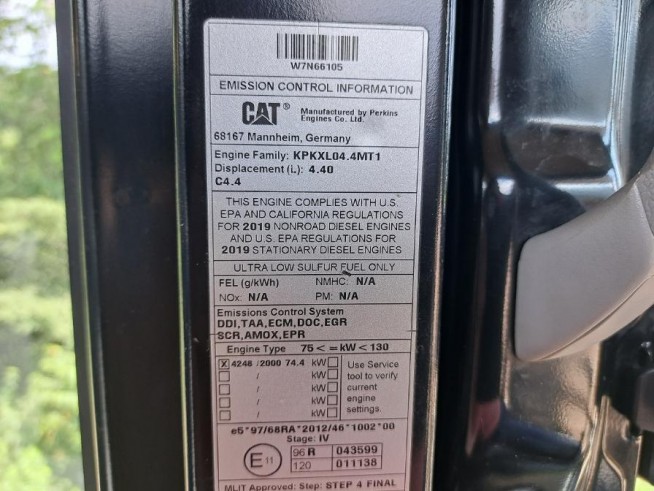 W7N66105
EMISSION CONTROL INFORMATION
CAT® Manufactured by Perkins
Engines Co. Ltd.
68167 Mannheim, Germany
Engine Family: KPKXL04.4MT1
Displacement (L): 4.40
C4.4
THIS ENGINE COMPLIES WITH U.S.
EPA AND CALIFORNIA REGULATIONS
FOR 2019 NONROAD DIESEL ENGINES
AND U.S. EPA REGULATIONS FOR
2019 STATIONARY DIESEL ENGINES
ULTRA LOW SULFUR FUEL ONLY
FEL (g/kWh) NMHC: N/A
NOx: N/A PM: N/A
Emissions Control System
DDI,TAA,ECM,DOC,EGR
SCR,AMOX,EPR
Engine Type 75<=kW<130
X 4246 /2000 74.4 kW
/ kW
/ kW
/ kW
/ kW
Use Service
tool to verify
current
engine
settings.
e5*97/68RA*2012/46*1002*00
Stage: IV
E11 96 R 043599
120 011138
MLIT Approved: Step: STEP 4 FINAL